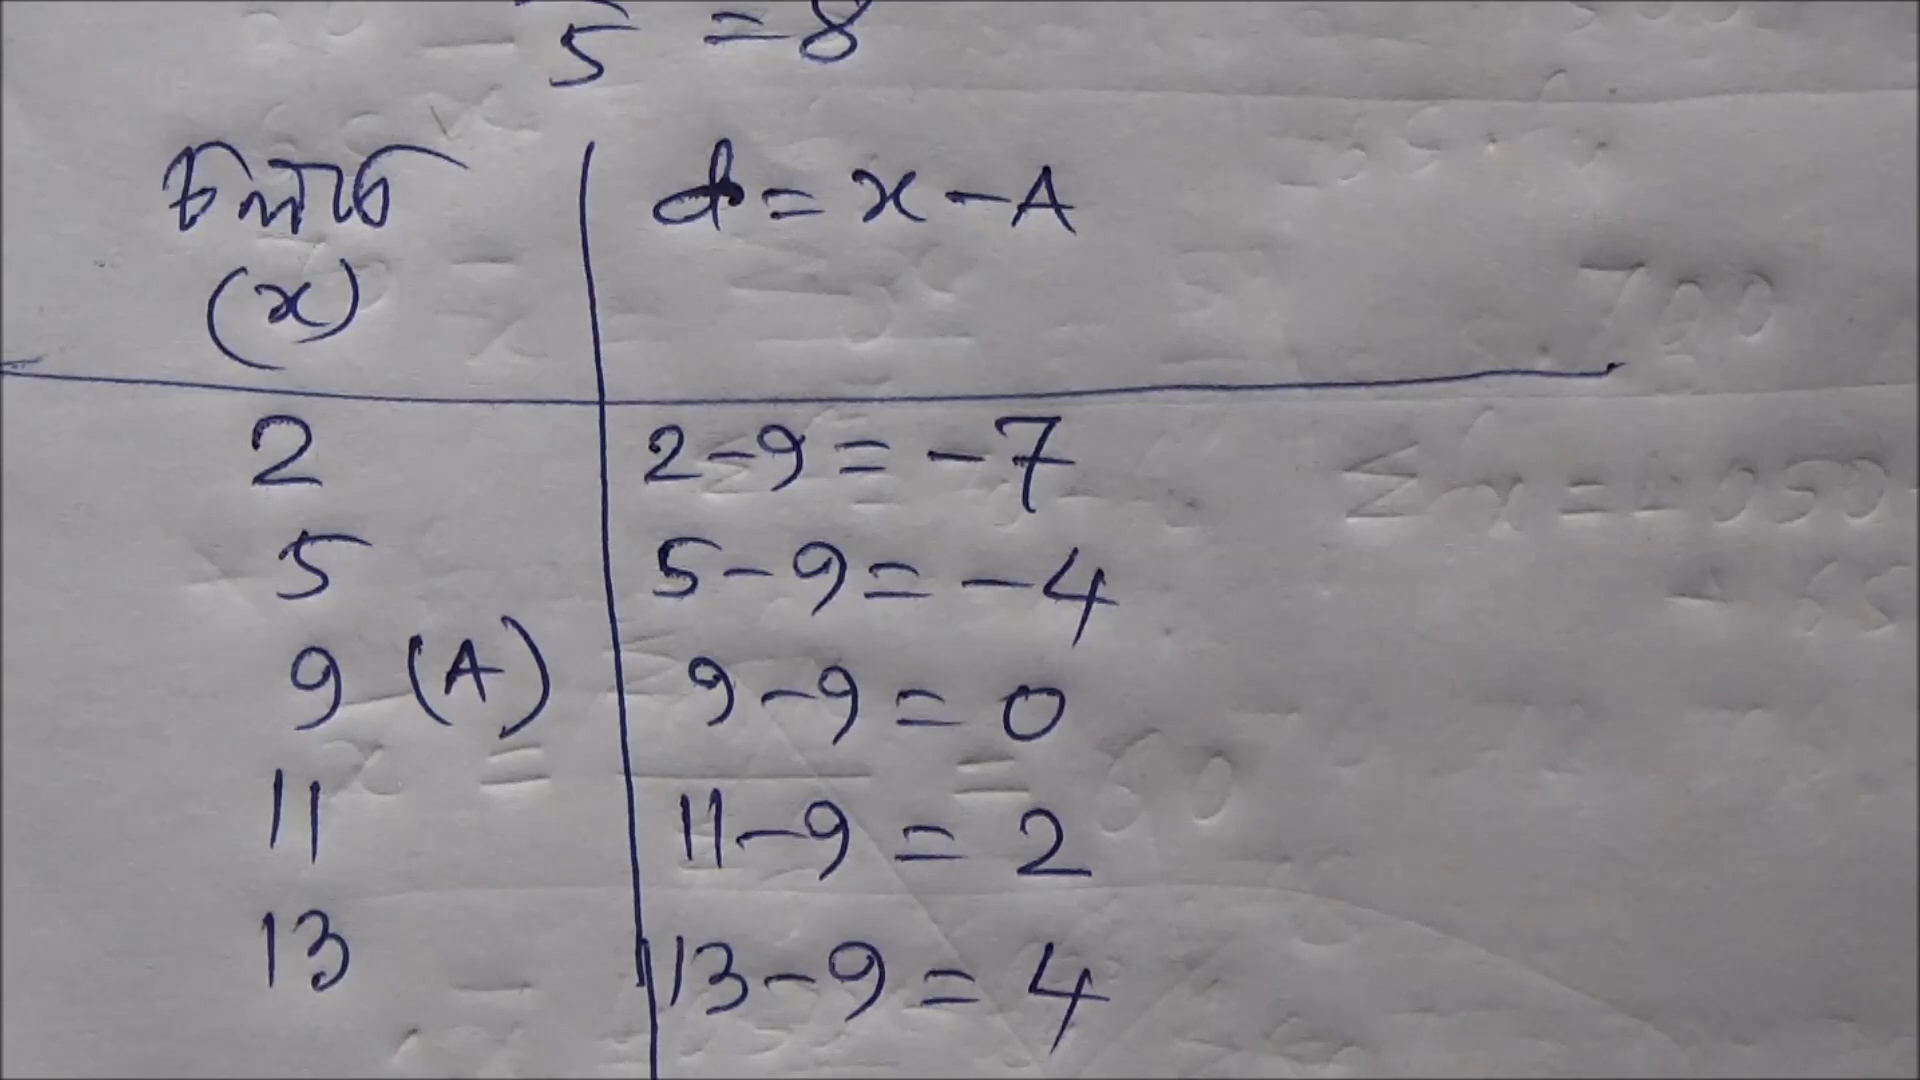 5 = 8
চলক d = x - A
(x)
2 2-9 = -7
5 5-9 = -4
9 (A) 9-9 = 0
11 11-9 = 2
13 13-9 = 4